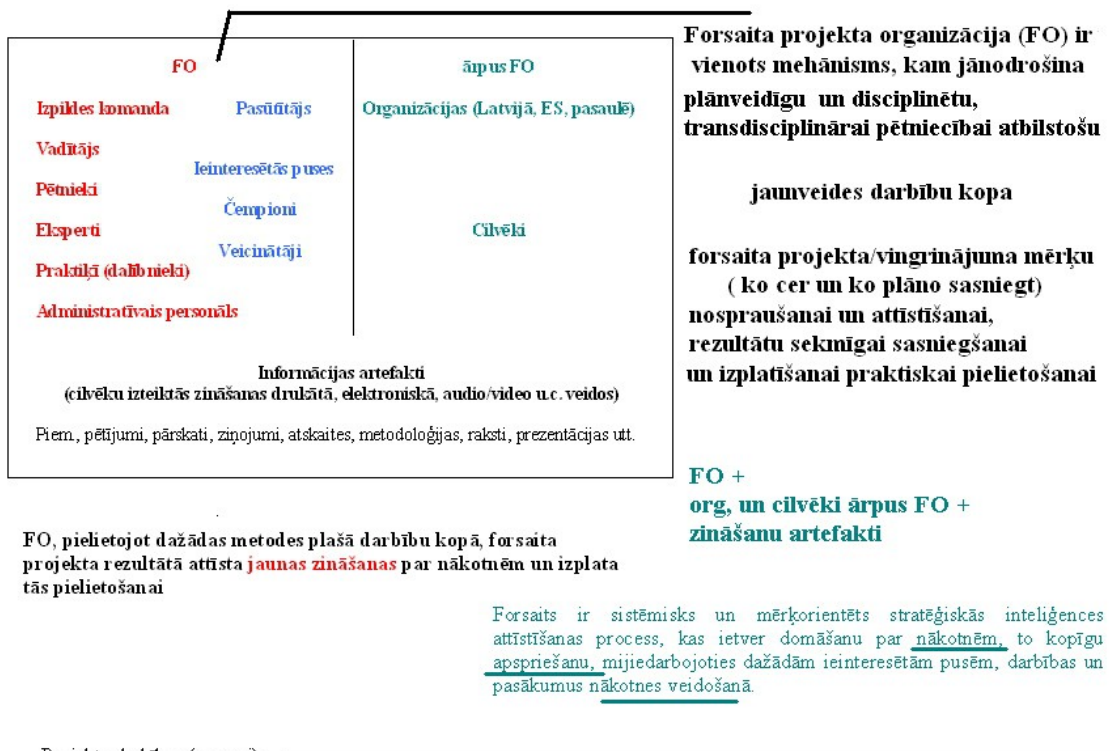 FO
ārpus FO
Izpildes komanda
Pasūtītājs
Organizācijas (Latvijā, ES, pasaulē)
Vadītājs
Ieinteresētās puses
Pētnieki
Čempioni
Eksperti
Cilvēki
Veicinātāji
Praktiķi (dalībnieki)
Administratīvais personāls
Informācijas artefakti
(cilvēku izteiktās zināšanas drukātā, elektroniskā, audio/video u.c. veidos)
Piem., pētījumi, pārskati, ziņojumi, atskaites, metodoloģijas, raksti, prezentācijas utt.
Forsaita projekta organizācija (FO) ir
vienots mehānisms, kam jānodrošina
plānveidīgu un disciplinētu,
transdisciplinārai pētniecībai atbilstošu
jaunveides darbību kopa
forsaita projekta/vingrinājuma mērķu
( ko cer un ko plāno sasniegt)
nospraušanai un attīstīšanai,
rezultātu sekmīgai sasniegšanai
un izplatīšanai praktiskai pielietošanai
FO +
org, un cilvēki ārpus FO +
zināšanu artefakti
FO, pielietojot dažādas metodes plašā darbību kopā, forsaita
projekta rezultātā attīsta jaunas zināšanas par nākotnēm un izplata
tās pielietošanai
Forsaits ir sistēmisks un mērķorientēts stratēģiskās inteliģences
attīstīšanas process, kas ietver domāšanu par nākotnēm, to kopīgu
apspriešanu, mijiedarbojoties dažādām ieinteresētām pusēm, darbības un
pasākumus nākotnes veidošanā.